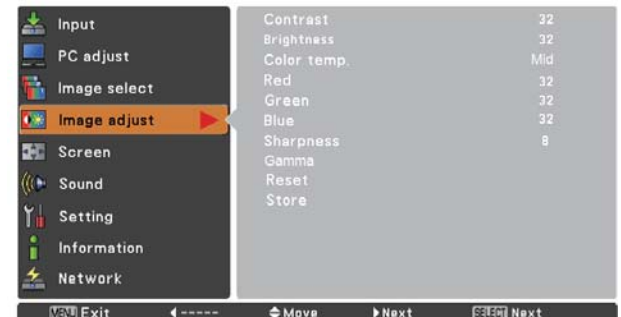 Input
PC adjust
Image select
Image adjust
Screen
Sound
Setting
Information
Network
Contrast 32
Brightness 32
Color temp. Mid
Red 32
Green 32
Blue 32
Sharpness 8
Gamma
Reset
Store
MENU Exit ◀----- Move ▶Next SELECT Next